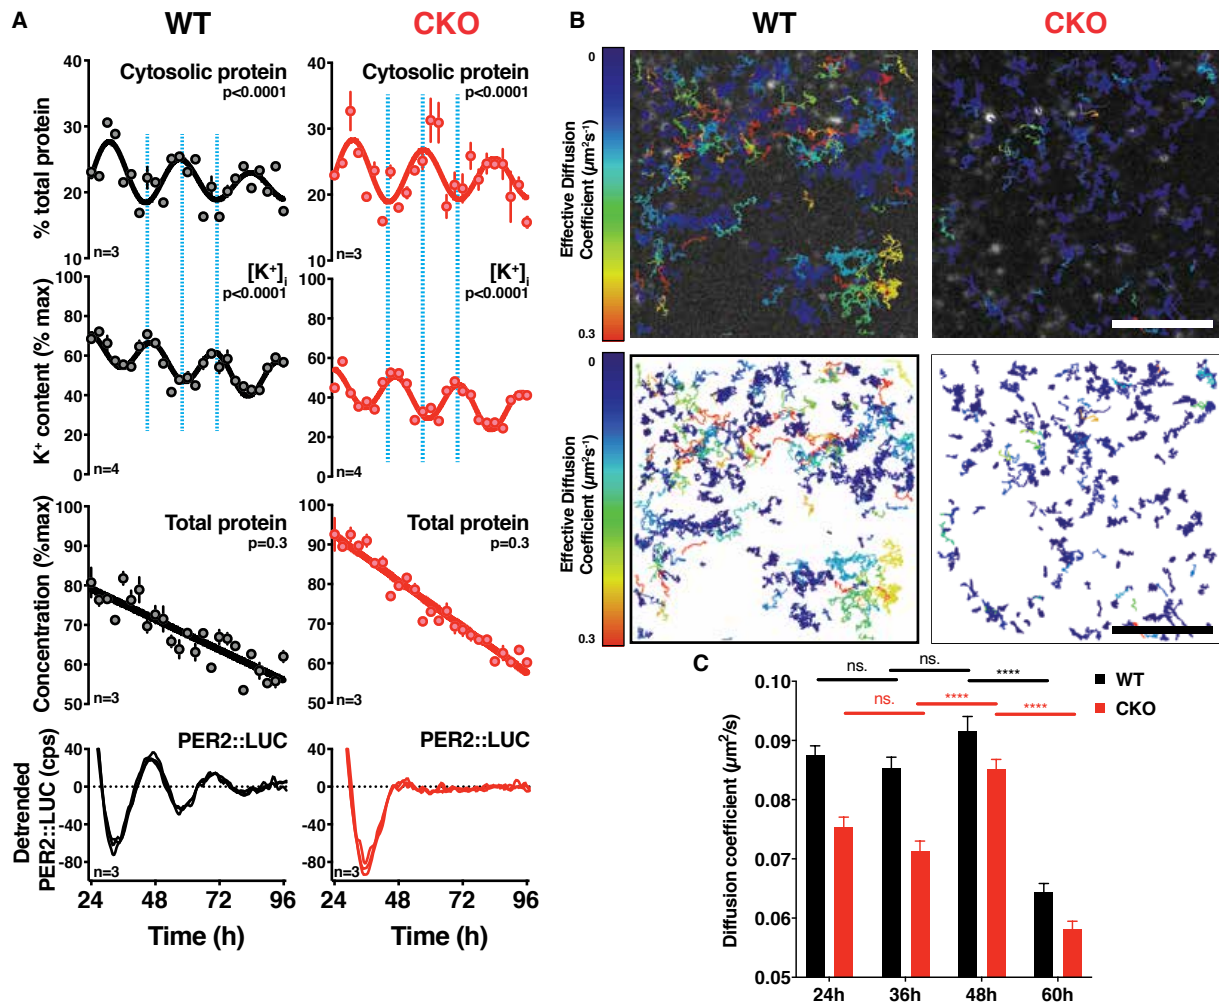 A
WT
CKO
% total protein
40
30
20
10
Cytosolic protein
p<0.0001
n=3
40
30
20
10
Cytosolic protein
p<0.0001
n=3
K⁺ content (% max)
100
80
60
40
20
0
[K⁺]i
p<0.0001
n=4
100
80
60
40
20
0
[K⁺]i
p<0.0001
n=4
Concentration (%max)
100
90
80
70
60
50
Total protein
p=0.3
n=3
100
90
80
70
60
50
Total protein
p=0.3
n=3
Detrended
PER2::LUC (cps)
40
0
-40
-80
PER2::LUC
n=3
24 48 72 96
Time (h)
40
0
-40
-80
PER2::LUC
n=3
24 48 72 96
Time (h)
B
WT
CKO
Effective Diffusion
Coefficient (µm²s⁻¹)
0
0.3
Effective Diffusion
Coefficient (µm²s⁻¹)
0
0.3
C
Diffusion coefficient (µm²/s)
0.10
0.09
0.08
0.07
0.06
0.05
ns.
ns.
****
ns.
****
****
WT
CKO
24h 36h 48h 60h